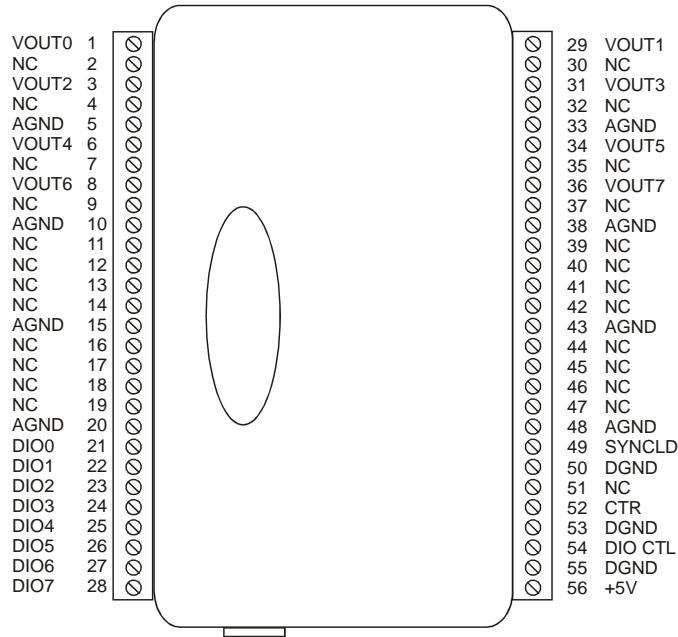 VOUT0 1
NC 2
VOUT2 3
NC 4
AGND 5
VOUT4 6
NC 7
VOUT6 8
NC 9
AGND 10
NC 11
NC 12
NC 13
NC 14
AGND 15
NC 16
NC 17
NC 18
NC 19
AGND 20
DIO0 21
DIO1 22
DIO2 23
DIO3 24
DIO4 25
DIO5 26
DIO6 27
DIO7 28
29 VOUT1
30 NC
31 VOUT3
32 NC
33 AGND
34 VOUT5
35 NC
36 VOUT7
37 NC
38 AGND
39 NC
40 NC
41 NC
42 NC
43 AGND
44 NC
45 NC
46 NC
47 NC
48 AGND
49 SYNCLD
50 DGND
51 NC
52 CTR
53 DGND
54 DIO CTL
55 DGND
56 +5V